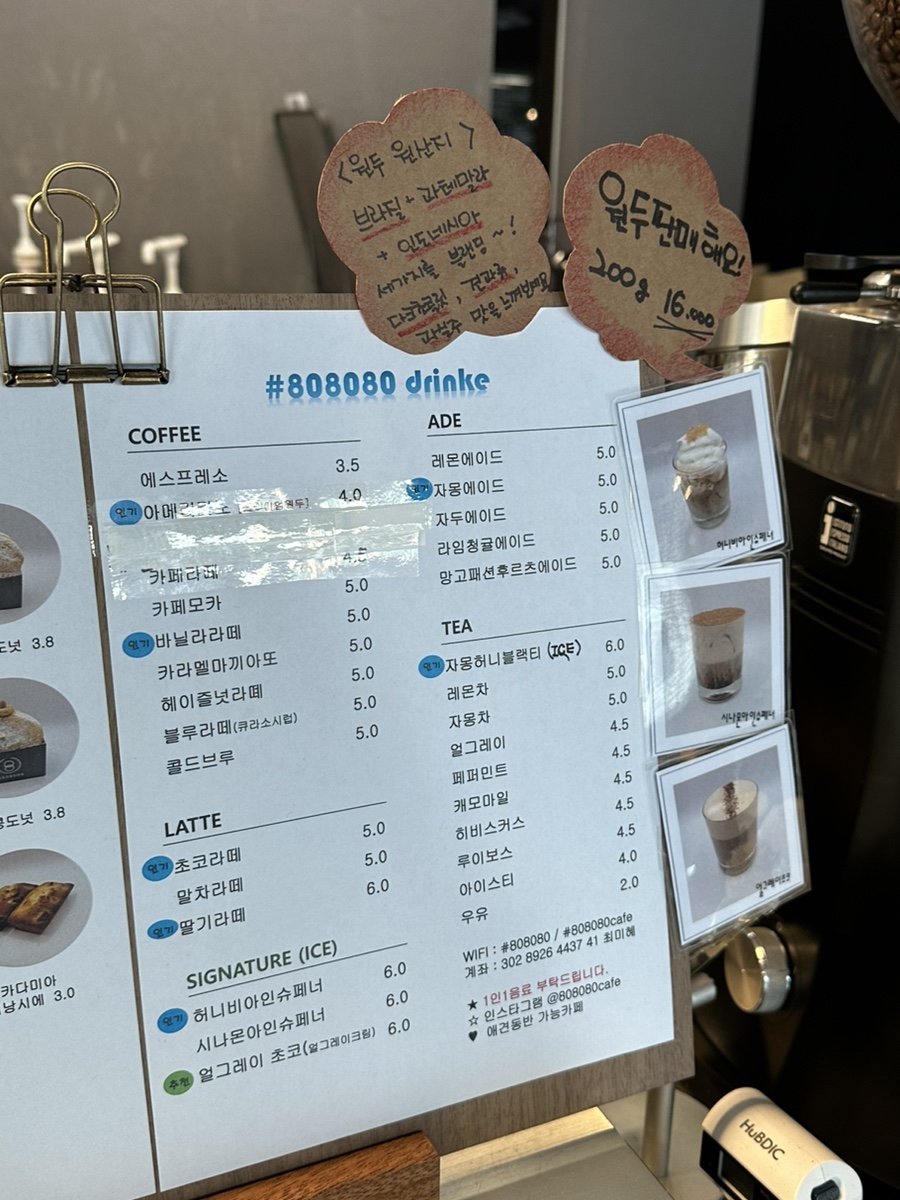 <원두 원산지>
브라질 + 과테말라
+ 인도네시아
세가지를 블랜딩 ~!
다크초콜릿, 견과류,
맛을 느껴보세요
원두판매해요
200g 16.000
#808080 drinke
COFFEE
에스프레소 3.5
인기 아메리카노 4.0
카페라떼 4.5
카페모카 5.0
인기 바닐라라떼 5.0
카라멜마끼아또 5.0
헤이즐넛라떼 5.0
블루라떼(큐라소시럽) 5.0
콜드브루 5.0
LATTE
인기 초코라떼 5.0
말차라떼 5.0
인기 딸기라떼 6.0
SIGNATURE (ICE)
인기 허니비아인슈페너 6.0
시나몬아인슈페너 6.0
추천 얼그레이 초코(얼그레이크림) 6.0
ADE
레몬에이드 5.0
인기 자몽에이드 5.0
자두에이드 5.0
라임청귤에이드 5.0
망고패션후르츠에이드 5.0
TEA
인기 자몽허니블랙티 (ICE) 6.0
레몬차 5.0
자몽차 5.0
얼그레이 4.5
페퍼민트 4.5
캐모마일 4.5
히비스커스 4.5
루이보스 4.5
아이스티 4.0
우유 2.0
WIFI : #808080 / #808080cafe
계좌 : 302 8926 4437 41 최미혜
★ 1인1음료 부탁드립니다.
☆ 인스타그램 @808080cafe
♥ 애견동반 가능카페
허니비아인슈페너
시나몬아인슈페너
얼그레이초코
도넛 3.8
도넛 3.8
카다미아
낭시에 3.0
HuBDIC